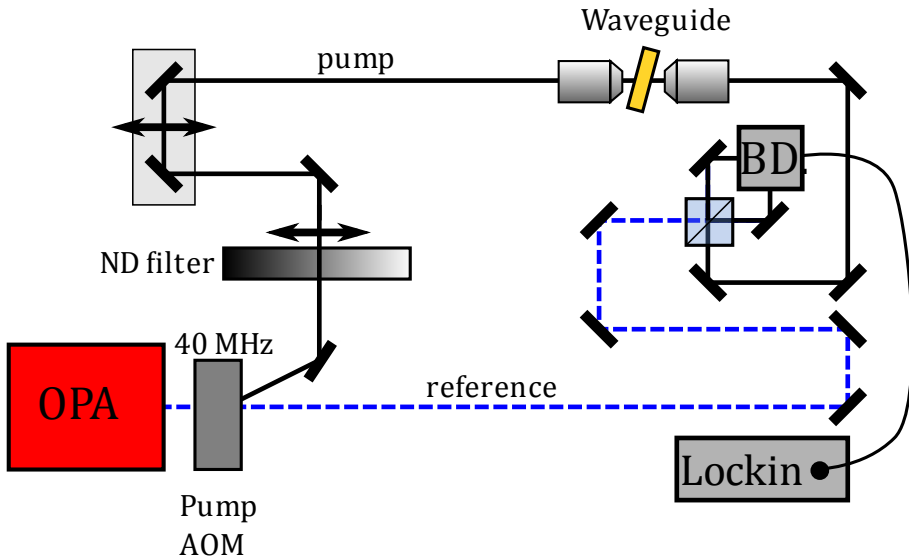 Waveguide
pump
BD
ND filter
40 MHz
OPA
reference
Lockin
Pump
AOM